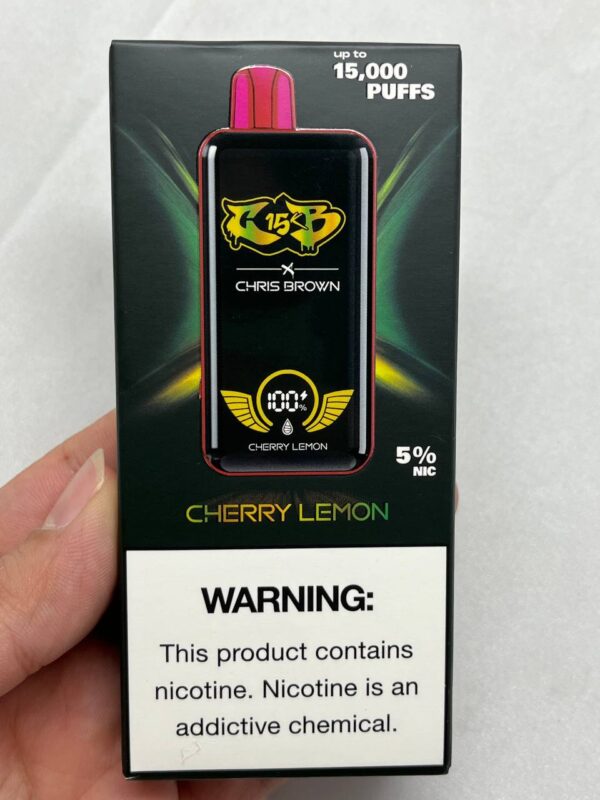 up to
15,000
PUFFS
C15KB
X
CHRIS BROWN
100%
CHERRY LEMON
5%
NIC
CHERRY LEMON
WARNING:
This product contains
nicotine. Nicotine is an
addictive chemical.